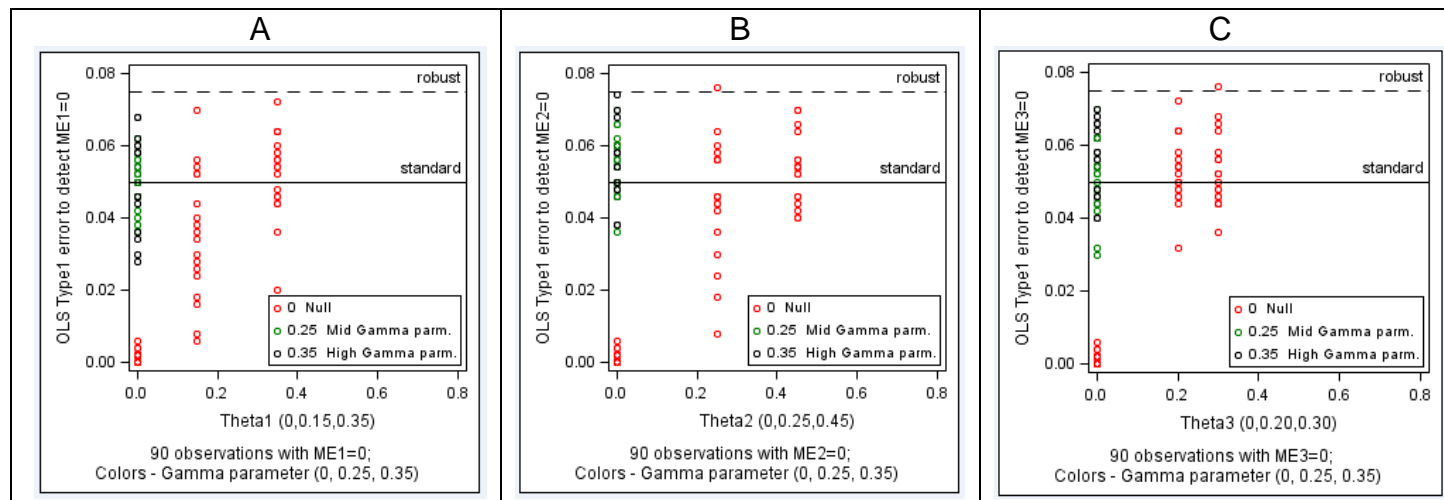 A
OLS Type1 error to detect ME1=0
0.08
0.06
0.04
0.02
0.00
robust
standard
0 Null
0.25 Mid Gamma parm.
0.35 High Gamma parm.
0.0 0.2 0.4 0.6 0.8
Theta1 (0,0.15,0.35)
90 observations with ME1=0;
Colors - Gamma parameter (0, 0.25, 0.35)
B
OLS Type1 error to detect ME2=0
0.08
0.06
0.04
0.02
0.00
robust
standard
0 Null
0.25 Mid Gamma parm.
0.35 High Gamma parm.
0.0 0.2 0.4 0.6 0.8
Theta2 (0,0.25,0.45)
90 observations with ME2=0;
Colors - Gamma parameter (0, 0.25, 0.35)
C
OLS Type1 error to detect ME3=0
0.08
0.06
0.04
0.02
0.00
robust
standard
0 Null
0.25 Mid Gamma parm.
0.35 High Gamma parm.
0.0 0.2 0.4 0.6 0.8
Theta3 (0,0.20,0.30)
90 observations with ME3=0;
Colors - Gamma parameter (0, 0.25, 0.35)